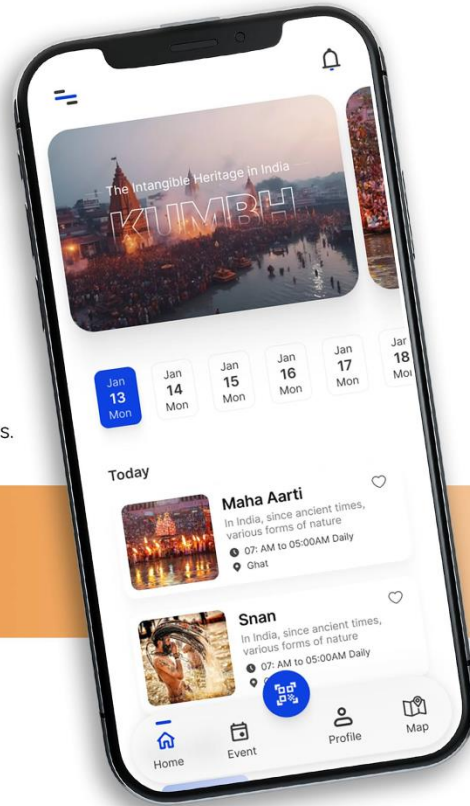 The Intangible Heritage in India
KUMBH
Jan
13
Mon
Jan
14
Mon
Jan
15
Mon
Jan
16
Mon
Jan
17
Mon
Jan
18
s.
Today
Maha Aarti
In India, since ancient times,
various forms of nature
07: AM to 05:00AM Daily
Ghat
Snan
In India, since ancient times,
various forms of nature
07: AM to 05:00AM Daily
Home
Event
Profile
Map